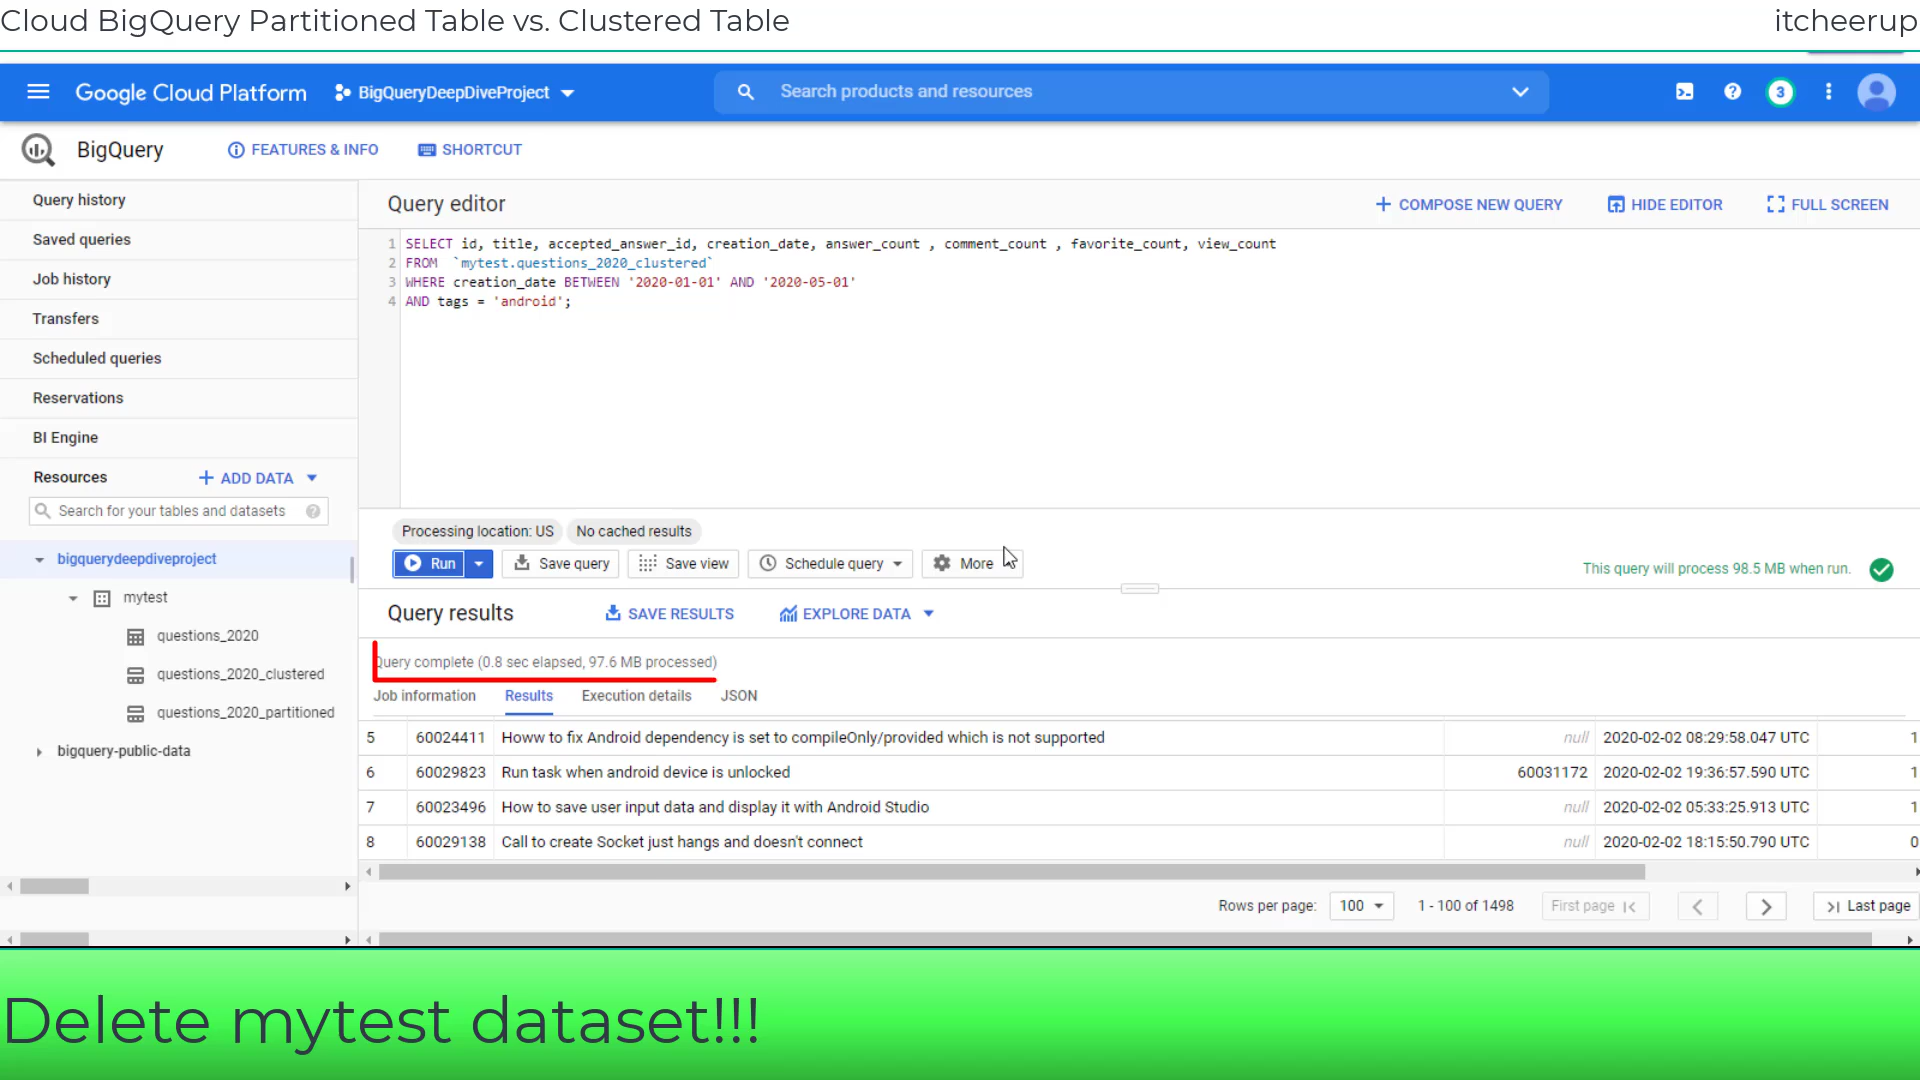 Cloud BigQuery Partitioned Table vs. Clustered Table
itcheerup
Google Cloud Platform
BigQueryDeepDiveProject
Search products and resources
3
BigQuery
FEATURES & INFO
SHORTCUT
Query history
Saved queries
Job history
Transfers
Scheduled queries
Reservations
BI Engine
Resources
ADD DATA
Search for your tables and datasets
bigquerydeepdiveproject
mytest
questions_2020
questions_2020_clustered
questions_2020_partitioned
bigquery-public-data
Query editor
COMPOSE NEW QUERY
HIDE EDITOR
FULL SCREEN
1 SELECT id, title, accepted_answer_id, creation_date, answer_count , comment_count , favorite_count, view_count
2 FROM `mytest.questions_2020_clustered`
3 WHERE creation_date BETWEEN '2020-01-01' AND '2020-05-01'
4 AND tags = 'android';
Processing location: US
No cached results
Run
Save query
Save view
Schedule query
More
This query will process 98.5 MB when run.
Query results
SAVE RESULTS
EXPLORE DATA
Query complete (0.8 sec elapsed, 97.6 MB processed)
Job information
Results
Execution details
JSON
5 60024411 Howw to fix Android dependency is set to compileOnly/provided which is not supported null 2020-02-02 08:29:58.047 UTC 1
6 60029823 Run task when android device is unlocked 60031172 2020-02-02 19:36:57.590 UTC 1
7 60023496 How to save user input data and display it with Android Studio null 2020-02-02 05:33:25.913 UTC 1
8 60029138 Call to create Socket just hangs and doesn't connect null 2020-02-02 18:15:50.790 UTC 0
Rows per page: 100 1 - 100 of 1498 First page Last page
Delete mytest dataset!!!